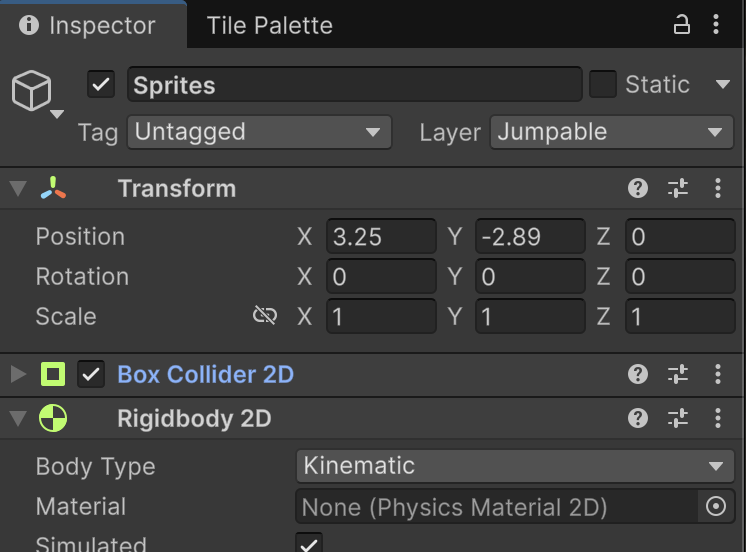 Inspector Tile Palette
Sprites Static
Tag Untagged Layer Jumpable
Transform
Position X 3.25 Y -2.89 Z 0
Rotation X 0 Y 0 Z 0
Scale X 1 Y 1 Z 1
Box Collider 2D
Rigidbody 2D
Body Type Kinematic
Material None (Physics Material 2D)
Simulated